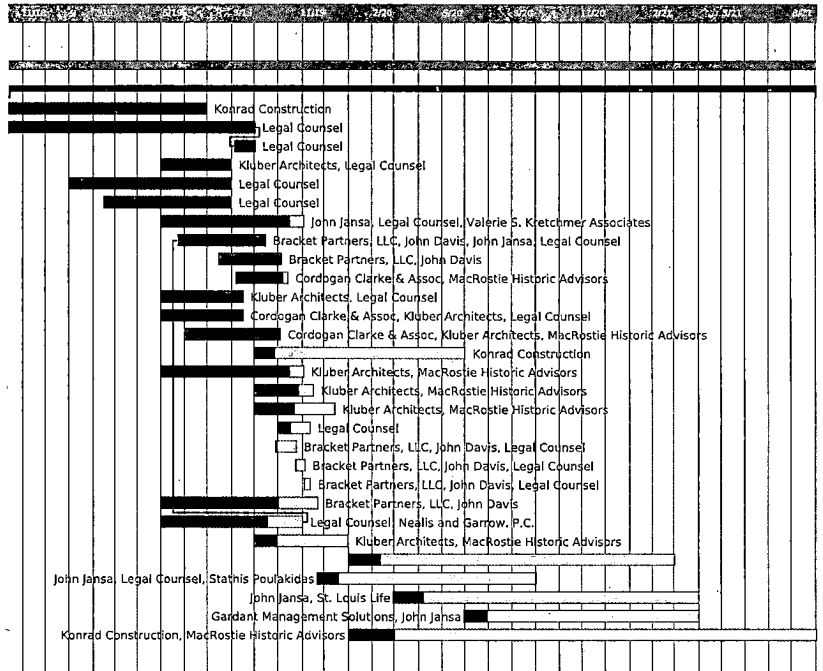 Konrad Construction
Legal Counsel
Legal Counsel
Kluber Architects, Legal Counsel
Legal Counsel
Legal Counsel
John Jansa, Legal Counsel, Valerie S. Kretchmer Associates
Bracket Partners, LLC, John Davis, John Jansa, Legal Counsel
Bracket Partners, LLC, John Davis
Cordogan Clarke & Assoc, MacRostie Historic Advisors
Kluber Architects, Legal Counsel
Cordogan Clarke & Assoc, Kluber Architects, Legal Counsel
Cordogan Clarke & Assoc, Kluber Architects, MacRostie Historic Advisors
Konrad Construction
Kluber Architects, MacRostie Historic Advisors
Kluber Architects, MacRostie Historic Advisors
Kluber Architects, MacRostie Historic Advisors
Legal Counsel
Bracket Partners, LLC, John Davis, Legal Counsel
Bracket Partners, LLC, John Davis, Legal Counsel
Bracket Partners, LLC, John Davis, Legal Counsel
Bracket Partners, LLC, John Davis
Legal Counsel, Nealis and Garrow, P.C.
Kluber Architects, MacRostie Historic Advisors
John Jansa, Legal Counsel, Stathis Poulakidas
John Jansa, St. Louis Life
Gardant Management Solutions, John Jansa
Konrad Construction, MacRostie Historic Advisors